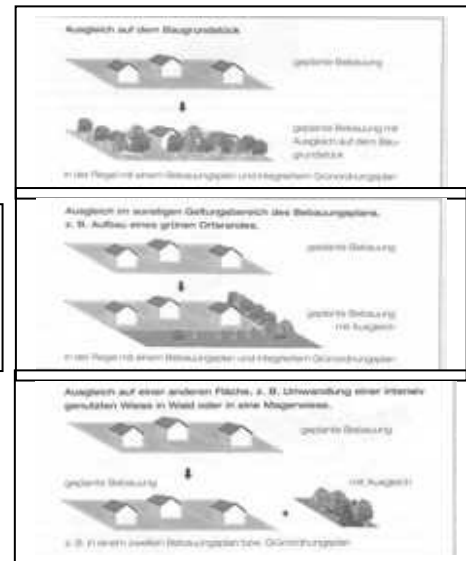 Ausgleich auf dem Baugrundstück
geplante Bebauung
geplante Bebauung mit
Ausgleich auf dem Bau-
grundstück
In der Regel mit einem Bebauungsplan und integriertem Grünordnungsplan
Ausgleich im sonstigen Geltungsbereich des Bebauungsplans,
z. B. Aufbau eines grünen Ortsrandes.
geplante Bebauung
geplante Bebauung
mit Ausgleich
In der Regel mit einem Bebauungsplan und integriertem Grünordnungsplan
Ausgleich auf einer anderen Fläche, z. B. Umwandlung einer intensiv
genutzten Wiese in Wald oder in eine Magerwiese.
geplante Bebauung
geplante Bebauung
mit Ausgleich
+
z. B. in einem zweiten Bebauungsplan bzw. Grünordnungsplan